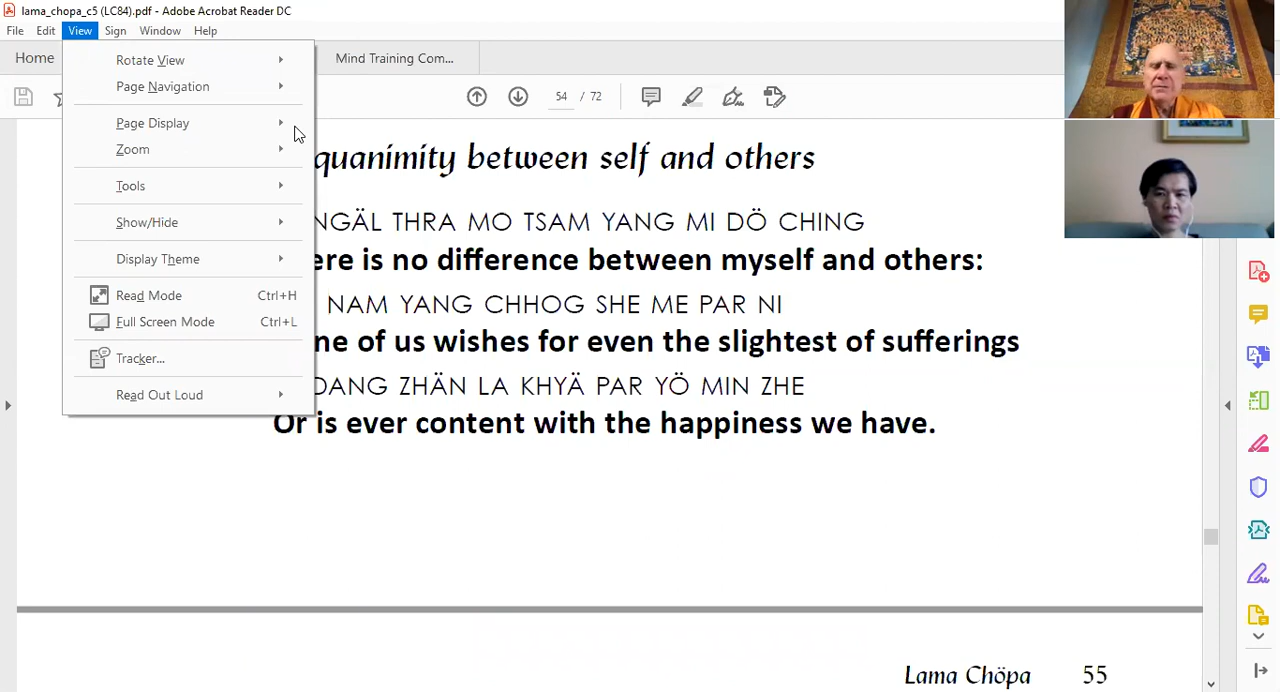 lama_chopa_c5 (LC84).pdf - Adobe Acrobat Reader DC
File Edit View Sign Window Help
Home Mind Training Com...
54 / 72
Rotate View
Page Navigation
Page Display
Zoom
Tools
Show/Hide
Display Theme
Read Mode Ctrl+H
Full Screen Mode Ctrl+L
Tracker...
Read Out Loud
quanimity between self and others
NGÄL THRA MO TSAM YANG MI DÖ CHING
ere is no difference between myself and others:
NAM YANG CHHOG SHE ME PAR NI
ne of us wishes for even the slightest of sufferings
DANG ZHÄN LA KHYÄ PAR YÖ MIN ZHE
Or is ever content with the happiness we have.
Lama Chöpa 55